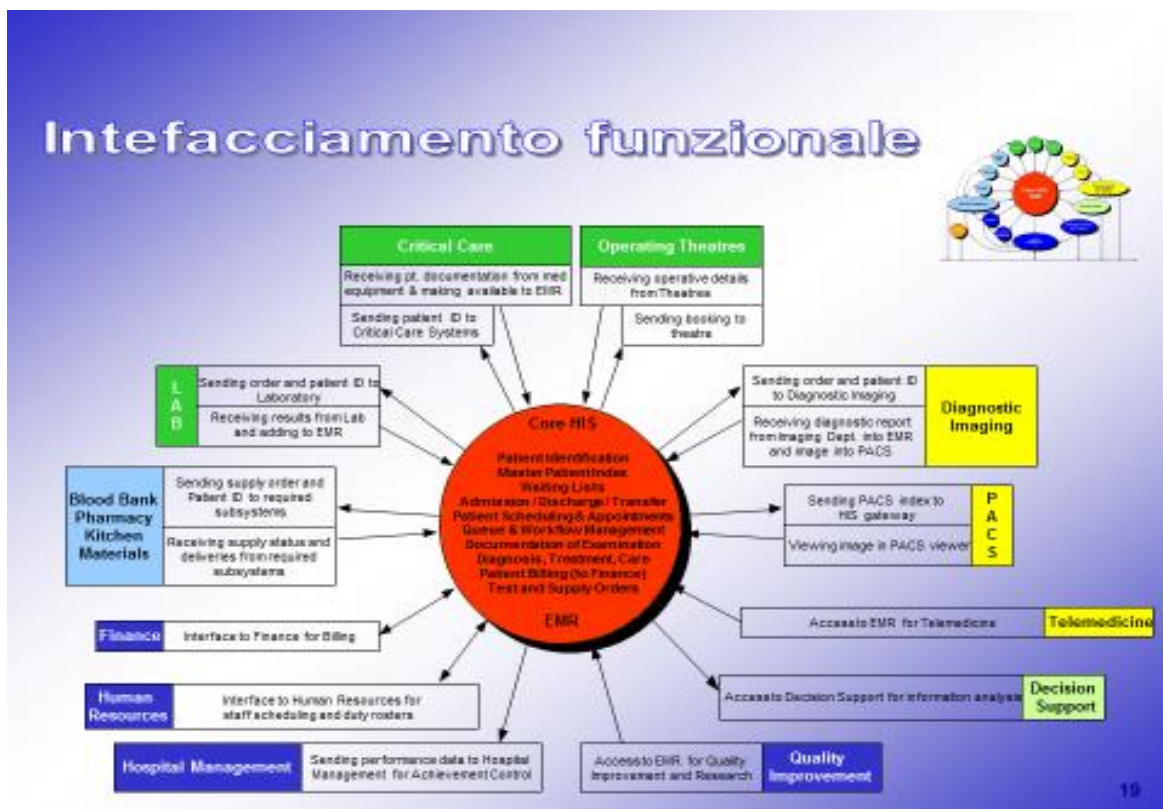 Intefacciamento funzionale
Critical Care
Receiving pt. documentation from med
equipment & making available to EMR
Sending patient ID to
Critical Care Systems
Operating Theatres
Receiving operative details
from Theatres
Sending booking to
theatre
LAB
Sending order and patient ID to
Laboratory
Receiving results from Lab
and adding to EMR
Sending order and patient ID
to Diagnostic Imaging
Receiving diagnostic report
from Imaging Dept. into EMR
and image into PACS
Diagnostic
Imaging
Core HIS
Patient Identification
Master Patient Index
Waiting Lists
Admission / Discharge / Transfer
Patient Scheduling & Appointments
Queue & Workflow Management
Documentation of Examination
Diagnosis, Treatment, Care
Patient Billing (to Finance)
Test and Supply Orders
EMR
Blood Bank
Pharmacy
Kitchen
Materials
Sending supply order and
Patient ID to required
subsystems
Receiving supply status and
deliveries from required
subsystems
Sending PACS index to
HIS gateway
Viewing image in PACS viewer
PACS
Finance
Interface to Finance for Billing
Access to EMR for Telemedicine
Telemedicine
Human
Resources
Interface to Human Resources for
staff scheduling and duty rosters
Access to Decision Support for information analysis
Decision
Support
Hospital Management
Sending performance data to Hospital
Management for Achievement Control
Access to EMR for Quality
Improvement and Research
Quality
Improvement
19